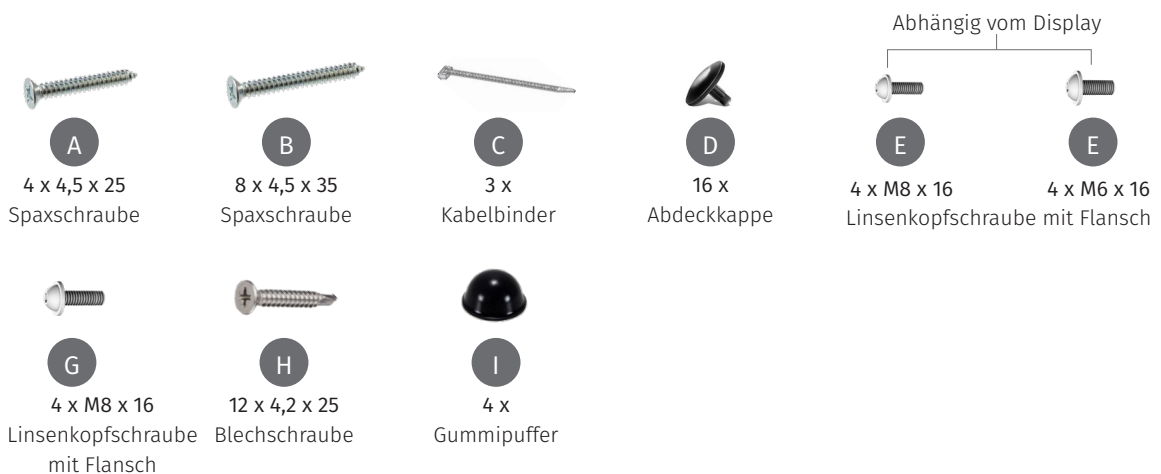 Abhängig vom Display
A
4 x 4,5 x 25
Spaxschraube
B
8 x 4,5 x 35
Spaxschraube
C
3 x
Kabelbinder
D
16 x
Abdeckkappe
E
4 x M8 x 16
E
4 x M6 x 16
Linsenkopfschraube mit Flansch
G
4 x M8 x 16
Linsenkopfschraube
mit Flansch
H
12 x 4,2 x 25
Blechschraube
I
4 x
Gummipuffer